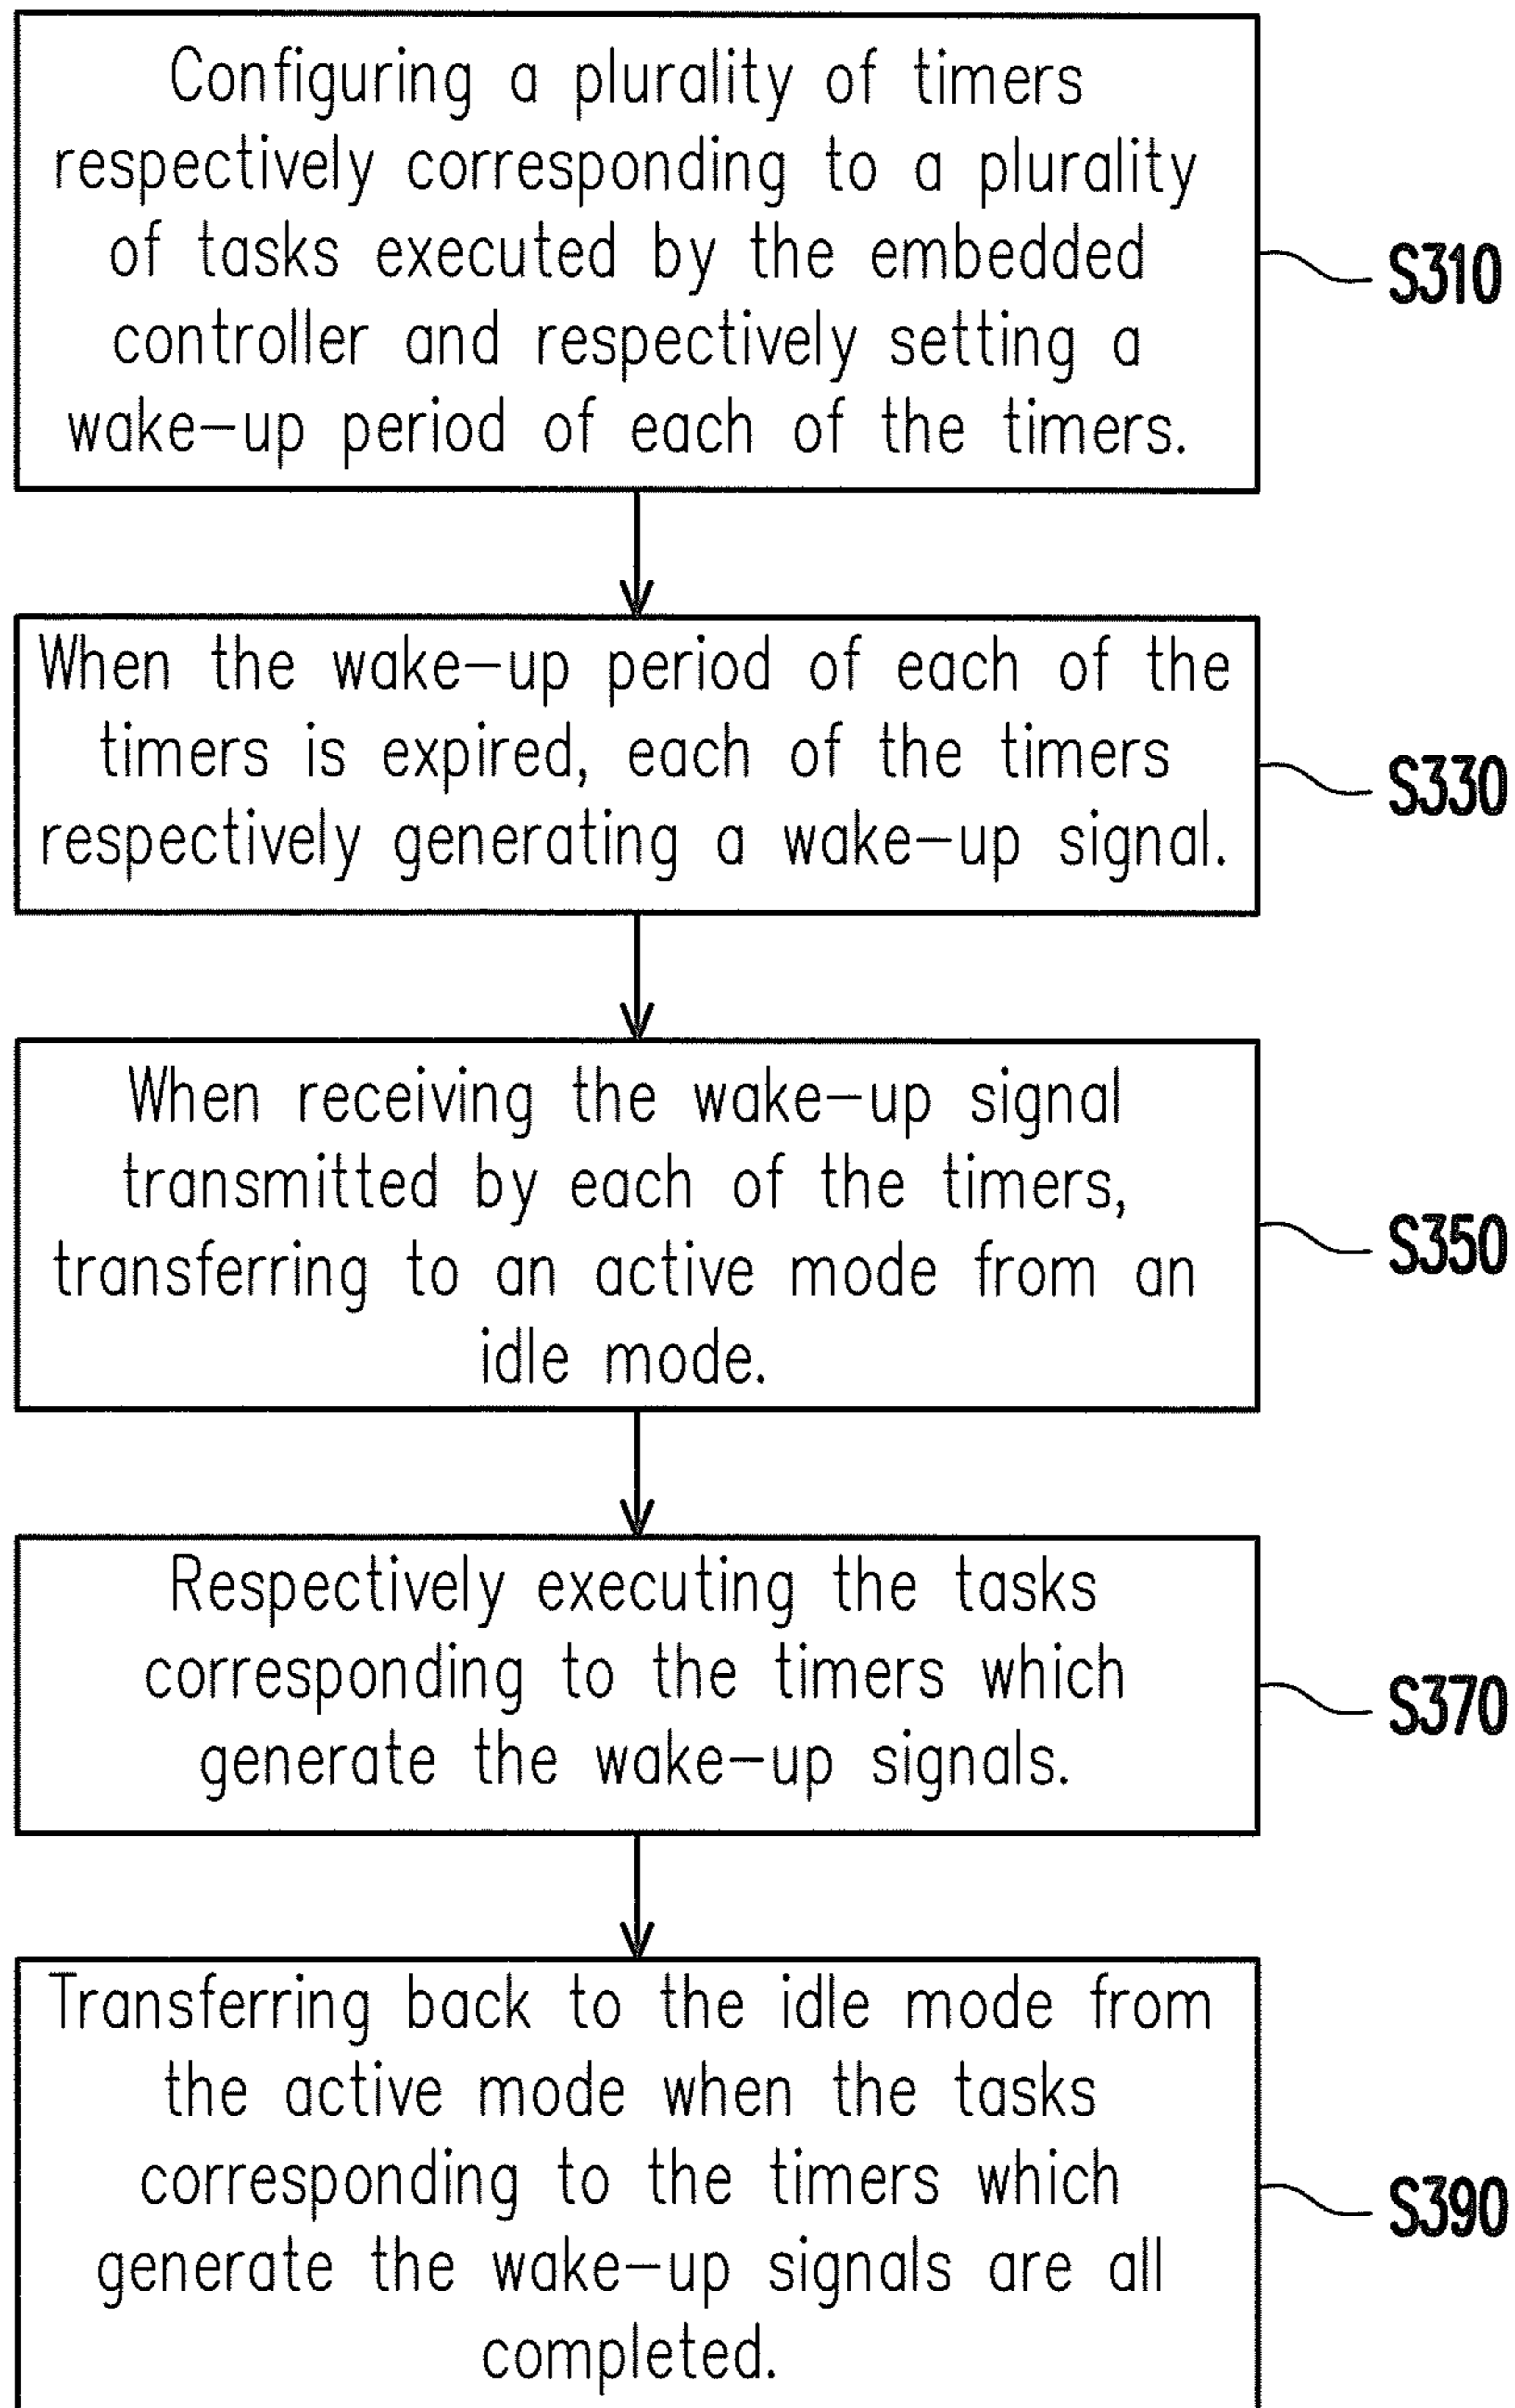 Configuring a plurality of timers
respectively corresponding to a plurality
of tasks executed by the embedded
controller and respectively setting a
wake-up period of each of the timers.
S310
When the wake-up period of each of the
timers is expired, each of the timers
respectively generating a wake-up signal.
S330
When receiving the wake-up signal
transmitted by each of the timers,
transferring to an active mode from an
idle mode.
S350
Respectively executing the tasks
corresponding to the timers which
generate the wake-up signals.
S370
Transferring back to the idle mode from
the active mode when the tasks
corresponding to the timers which
generate the wake-up signals are all
completed.
S390